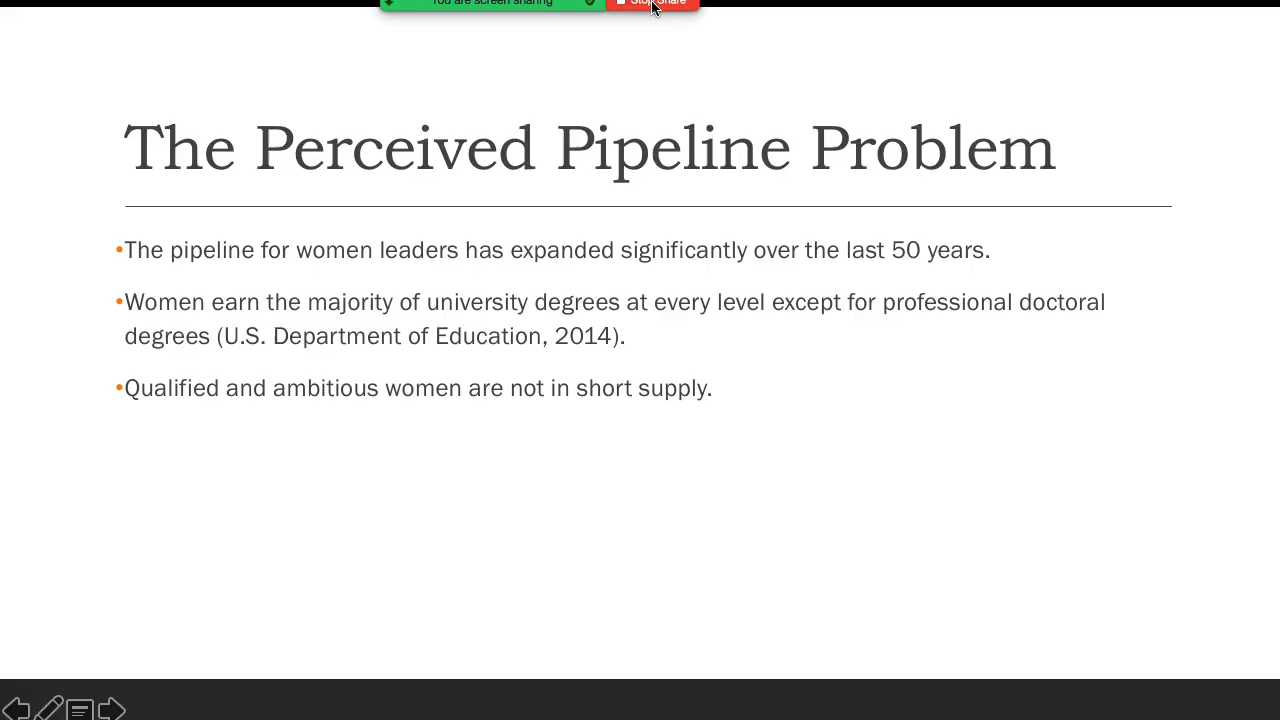 You are screen sharing
Stop Share
The Perceived Pipeline Problem
•The pipeline for women leaders has expanded significantly over the last 50 years.
•Women earn the majority of university degrees at every level except for professional doctoral
degrees (U.S. Department of Education, 2014).
•Qualified and ambitious women are not in short supply.